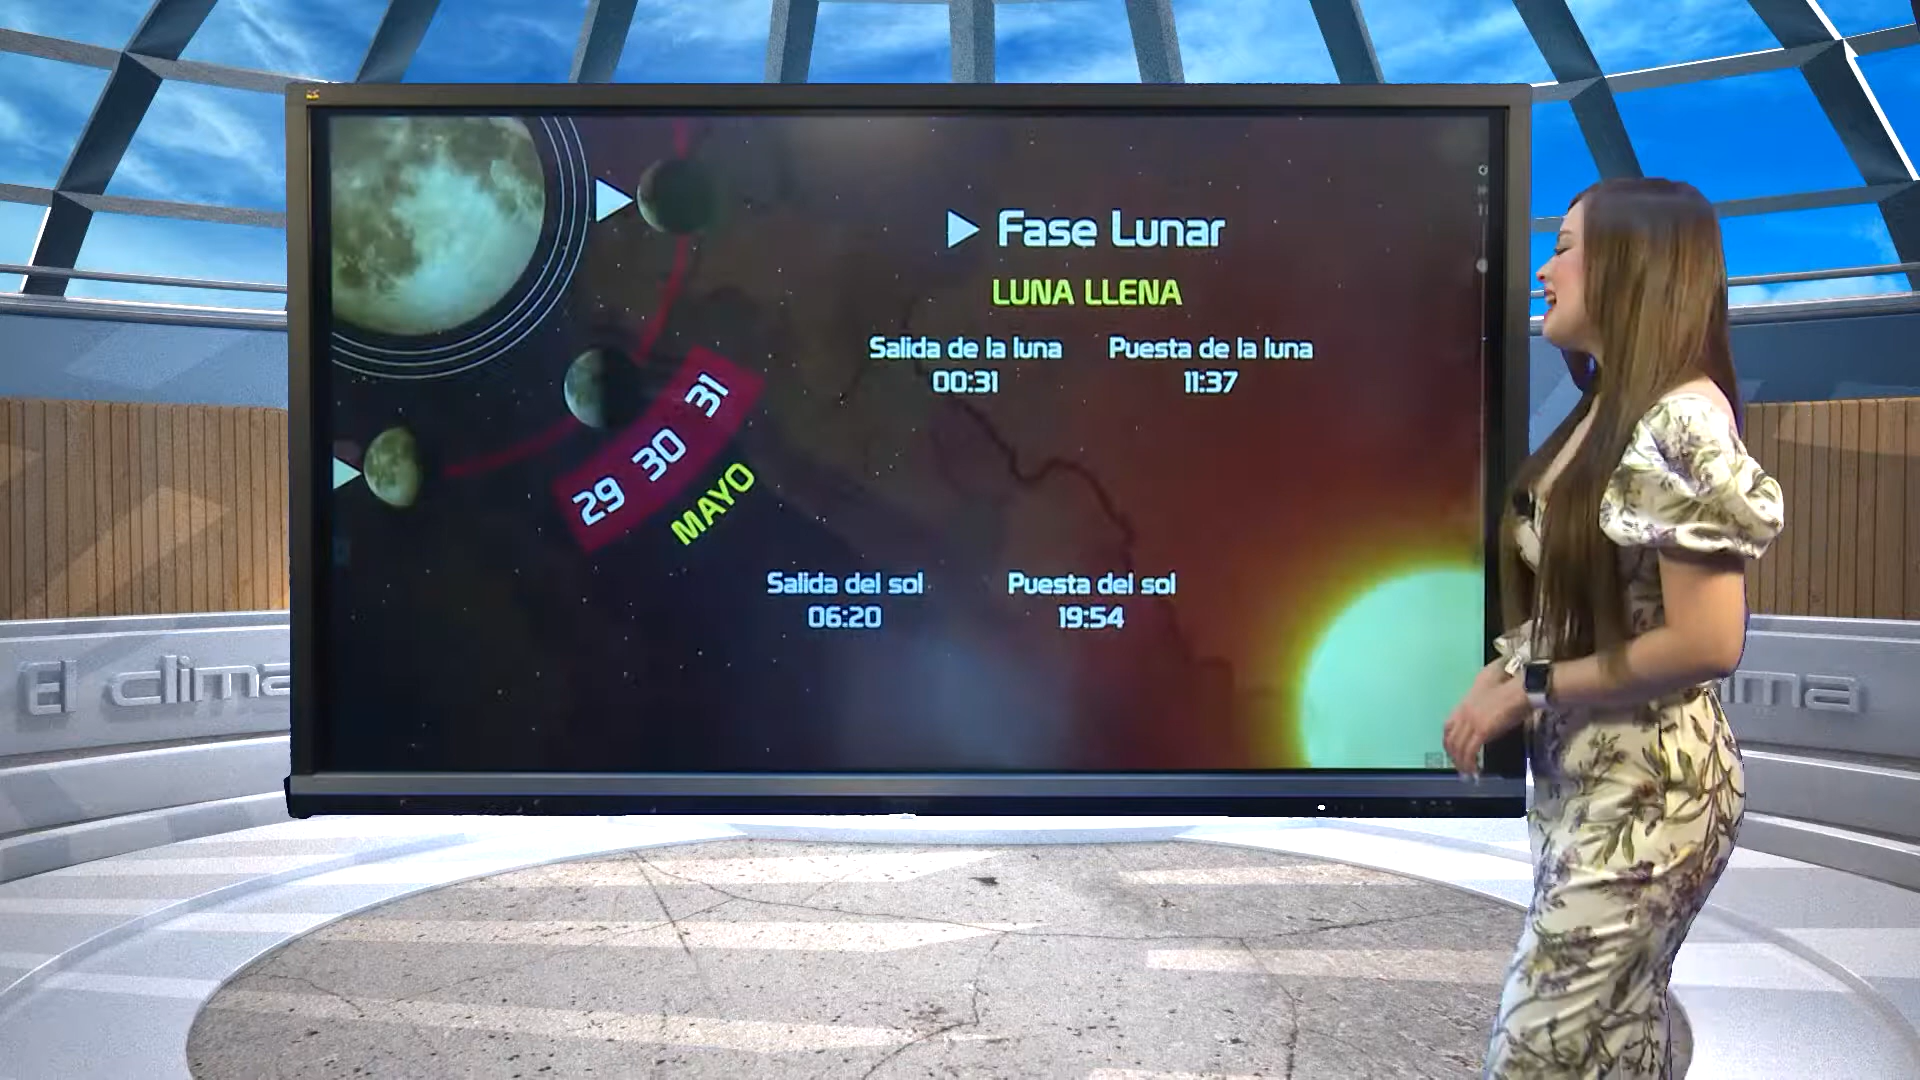 Fase Lunar
LUNA LLENA
Salida de la luna
00:31
Puesta de la luna
11:37
29 30 31
MAYO
Salida del sol
06:20
Puesta del sol
19:54
El clima
ima